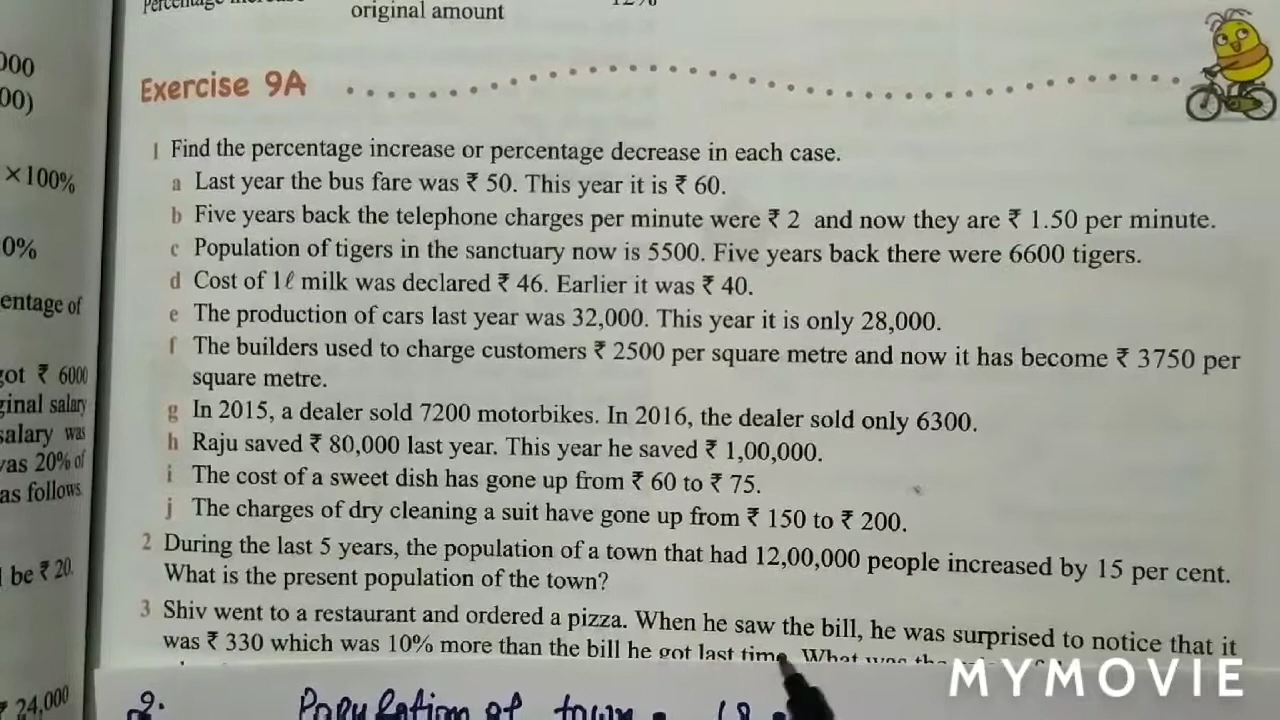 original amount
12%
000
00)
Exercise 9A
×100%
0%
entage of
got ₹ 6000
ginal salary
salary was
was 20% of
as follows.
be ₹ 20.
₹ 24,000
1 Find the percentage increase or percentage decrease in each case.
a Last year the bus fare was ₹ 50. This year it is ₹ 60.
b Five years back the telephone charges per minute were ₹ 2 and now they are ₹ 1.50 per minute.
c Population of tigers in the sanctuary now is 5500. Five years back there were 6600 tigers.
d Cost of 1ℓ milk was declared ₹ 46. Earlier it was ₹ 40.
e The production of cars last year was 32,000. This year it is only 28,000.
f The builders used to charge customers ₹ 2500 per square metre and now it has become ₹ 3750 per
square metre.
g In 2015, a dealer sold 7200 motorbikes. In 2016, the dealer sold only 6300.
h Raju saved ₹ 80,000 last year. This year he saved ₹ 1,00,000.
i The cost of a sweet dish has gone up from ₹ 60 to ₹ 75.
j The charges of dry cleaning a suit have gone up from ₹ 150 to ₹ 200.
2 During the last 5 years, the population of a town that had 12,00,000 people increased by 15 per cent.
What is the present population of the town?
3 Shiv went to a restaurant and ordered a pizza. When he saw the bill, he was surprised to notice that it
was ₹ 330 which was 10% more than the bill he got last time. What was the
MYMOVIE
2. Population of town